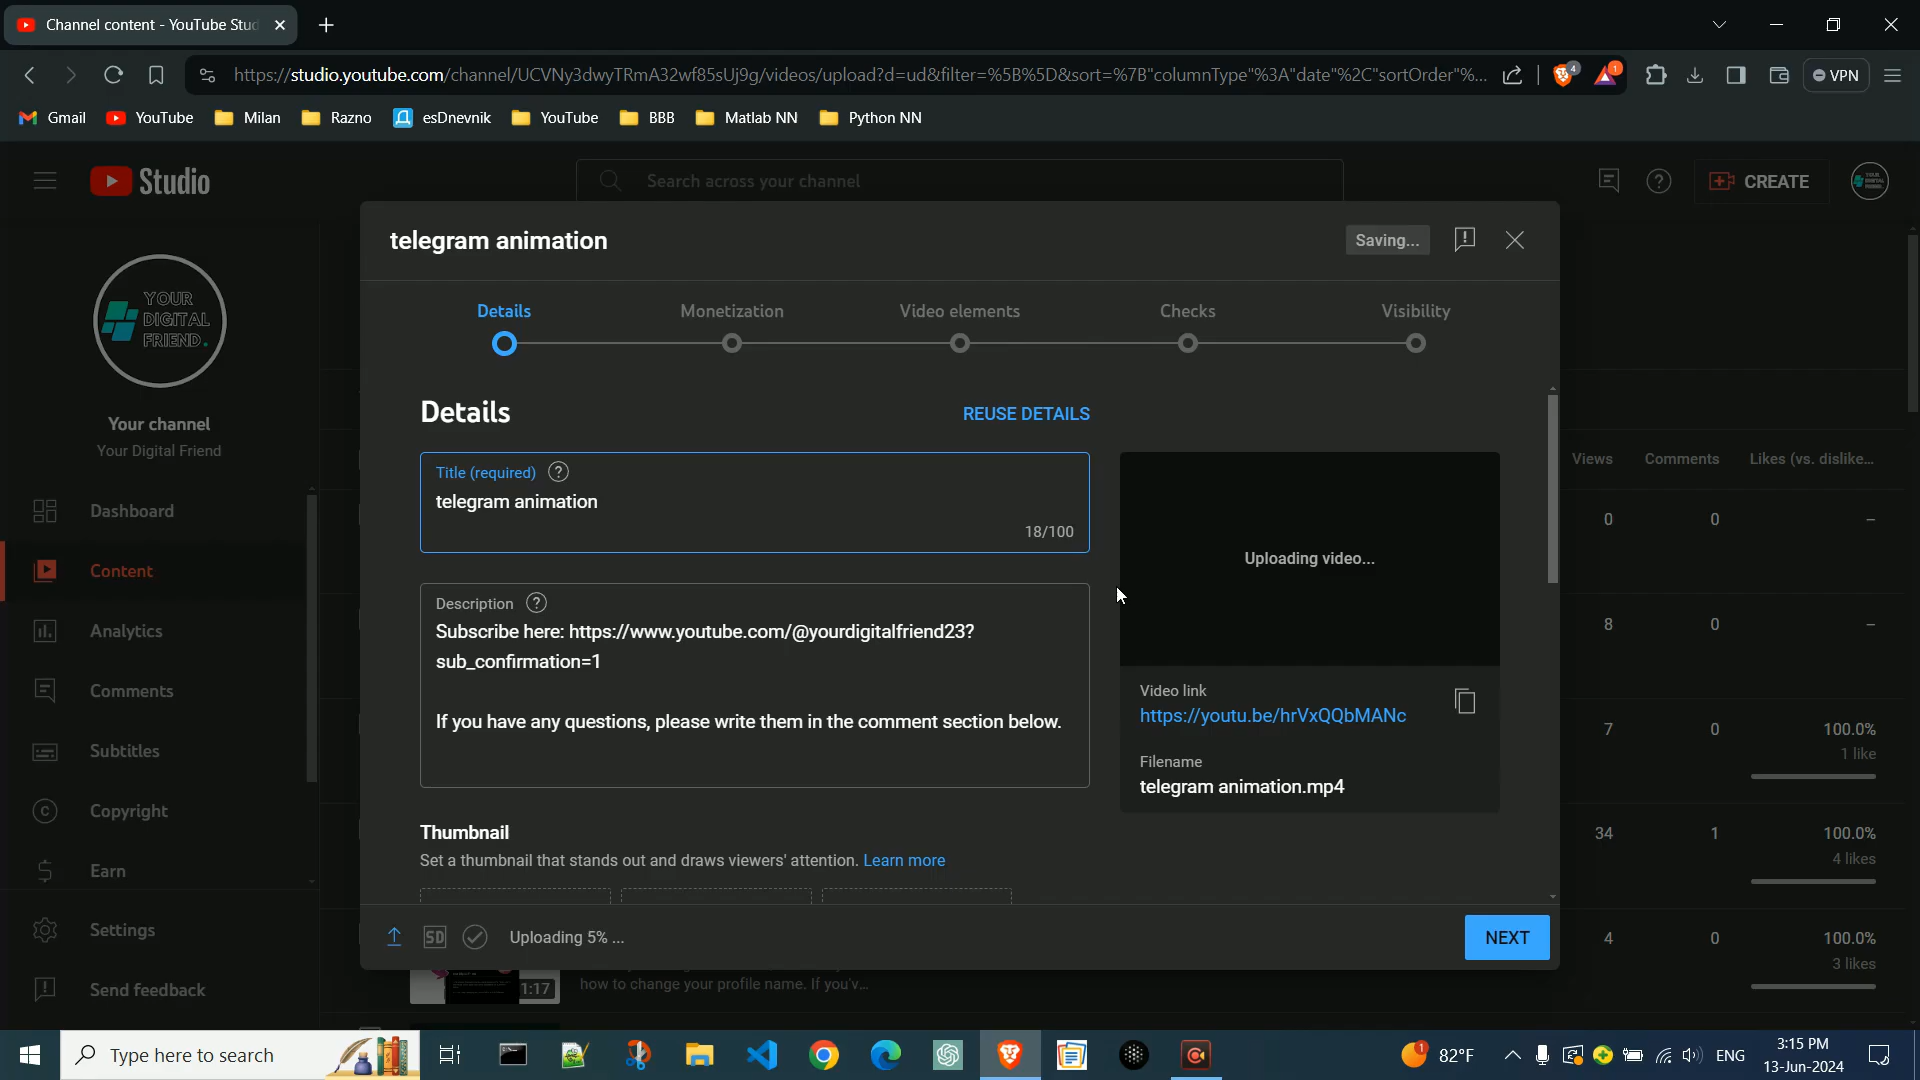 Channel content - YouTube Stud
https://studio.youtube.com/channel/UCVNy3dwyTRmA32wf85sUj9g/videos/upload?d=ud&filter=%5B%5D&sort=%7B"columnType"%3A"date"%2C"sortOrder"%...
4
1
VPN
Gmail
YouTube
Milan
Razno
esDnevnik
YouTube
BBB
Matlab NN
Python NN
Studio
Search across your channel
CREATE
telegram animation
Saving...
Details
Monetization
Video elements
Checks
Visibility
YOUR
DIGITAL
FRIEND.
Your channel
Your Digital Friend
Dashboard
Content
Analytics
Comments
Subtitles
Copyright
Earn
Settings
Send feedback
Details
REUSE DETAILS
Title (required)
telegram animation
18/100
Description
Subscribe here: https://www.youtube.com/@yourdigitalfriend23?
sub_confirmation=1
If you have any questions, please write them in the comment section below.
Thumbnail
Set a thumbnail that stands out and draws viewers' attention. Learn more
Uploading video...
Video link
https://youtu.be/hrVxQQbMANc
Filename
telegram animation.mp4
SD
Uploading 5% ...
NEXT
Views
Comments
Likes (vs. dislike...
0
0
–
8
0
–
7
0
100.0%
1 like
34
1
100.0%
4 likes
4
0
100.0%
3 likes
1:17
how to change your profile name. If you'v...
Type here to search
1
82°F
ENG
3:15 PM
13-Jun-2024